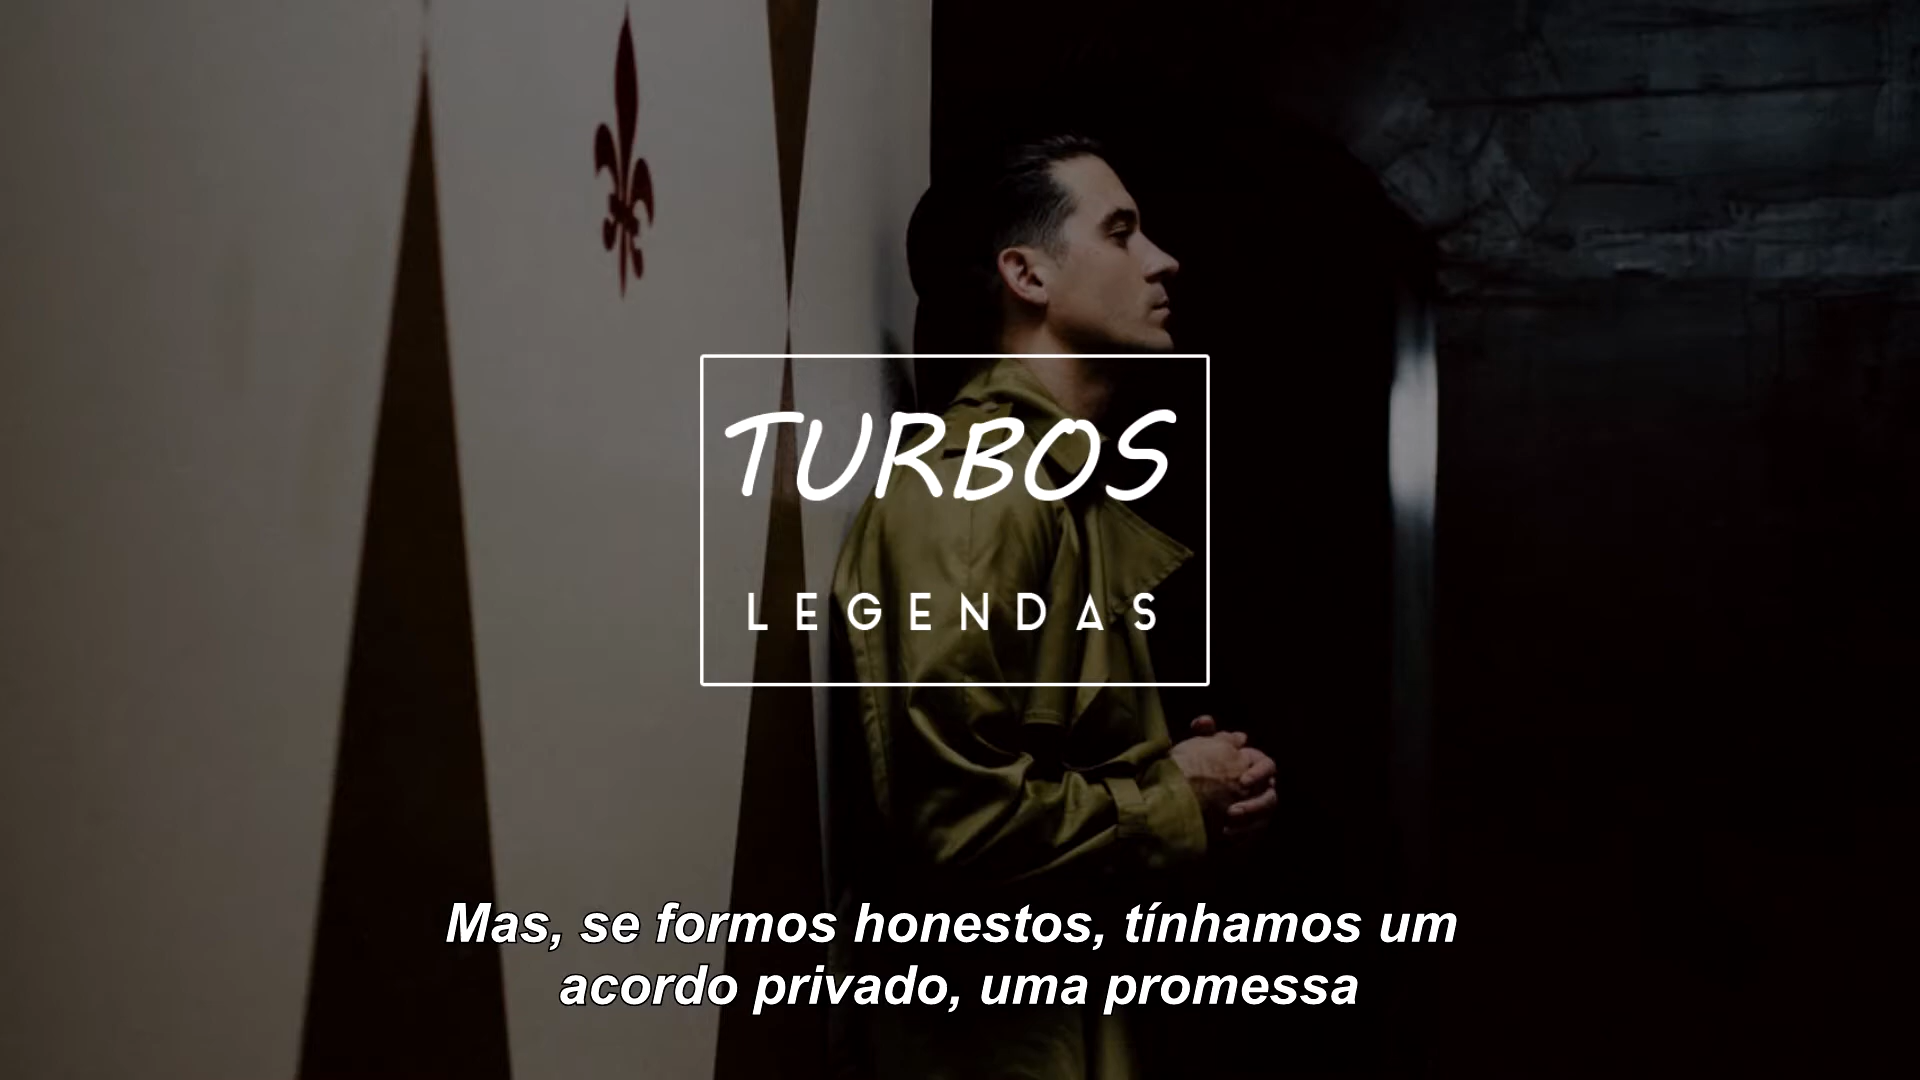 TURBOS
LEGENDAS
Mas, se formos honestos, tínhamos um
acordo privado, uma promessa